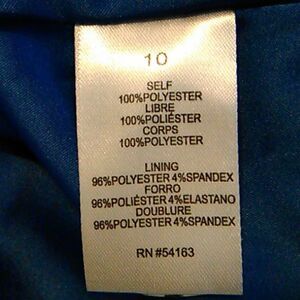 10
SELF
100%POLYESTER
LIBRE
100%POLIÉSTER
CORPS
100%POLYESTER
LINING
96%POLYESTER 4%SPANDEX
FORRO
96%POLIÉSTER 4%ELASTANO
DOUBLURE
96%POLYESTER 4%SPANDEX
RN #54163